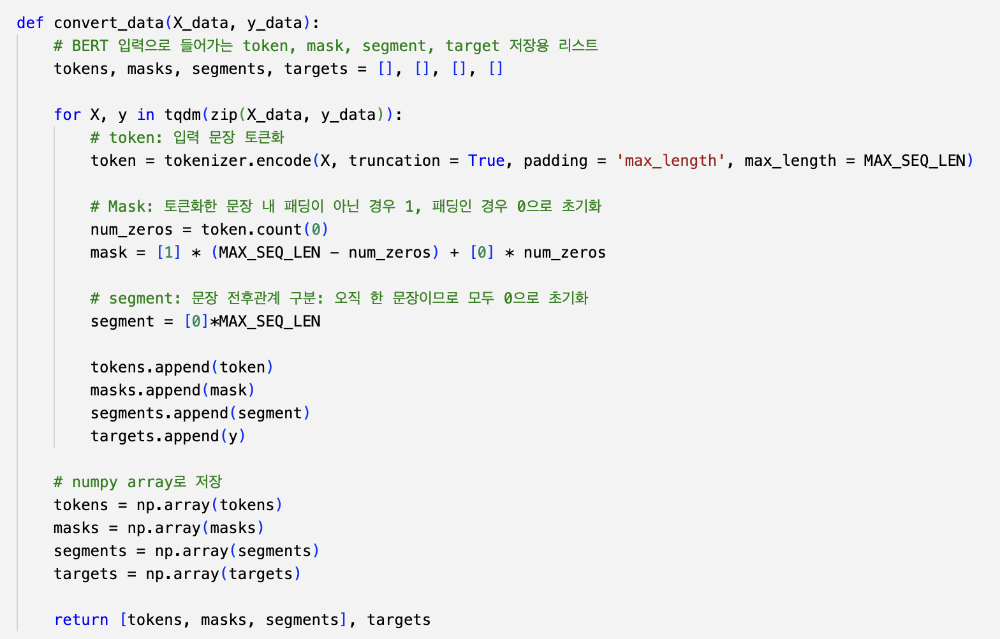 def convert_data(X_data, y_data):
# BERT 입력으로 들어가는 token, mask, segment, target 저장용 리스트
tokens, masks, segments, targets = [], [], [], []
for X, y in tqdm(zip(X_data, y_data)):
# token: 입력 문장 토큰화
token = tokenizer.encode(X, truncation = True, padding = 'max_length', max_length = MAX_SEQ_LEN)
# Mask: 토큰화한 문장 내 패딩이 아닌 경우 1, 패딩인 경우 0으로 초기화
num_zeros = token.count(0)
mask = [1] * (MAX_SEQ_LEN - num_zeros) + [0] * num_zeros
# segment: 문장 전후관계 구분: 오직 한 문장이므로 모두 0으로 초기화
segment = [0]*MAX_SEQ_LEN
tokens.append(token)
masks.append(mask)
segments.append(segment)
targets.append(y)
# numpy array로 저장
tokens = np.array(tokens)
masks = np.array(masks)
segments = np.array(segments)
targets = np.array(targets)
return [tokens, masks, segments], targets